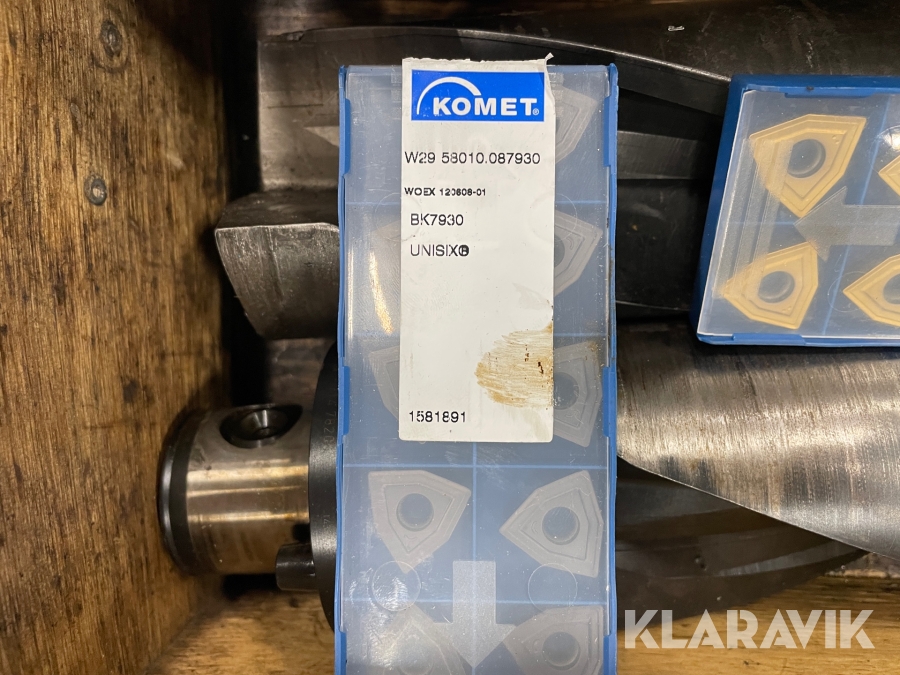 KOMET®
W29 58010.087930
WOEX 120608-01
BK7930
UNISIX®
1581891
KLARAVIK